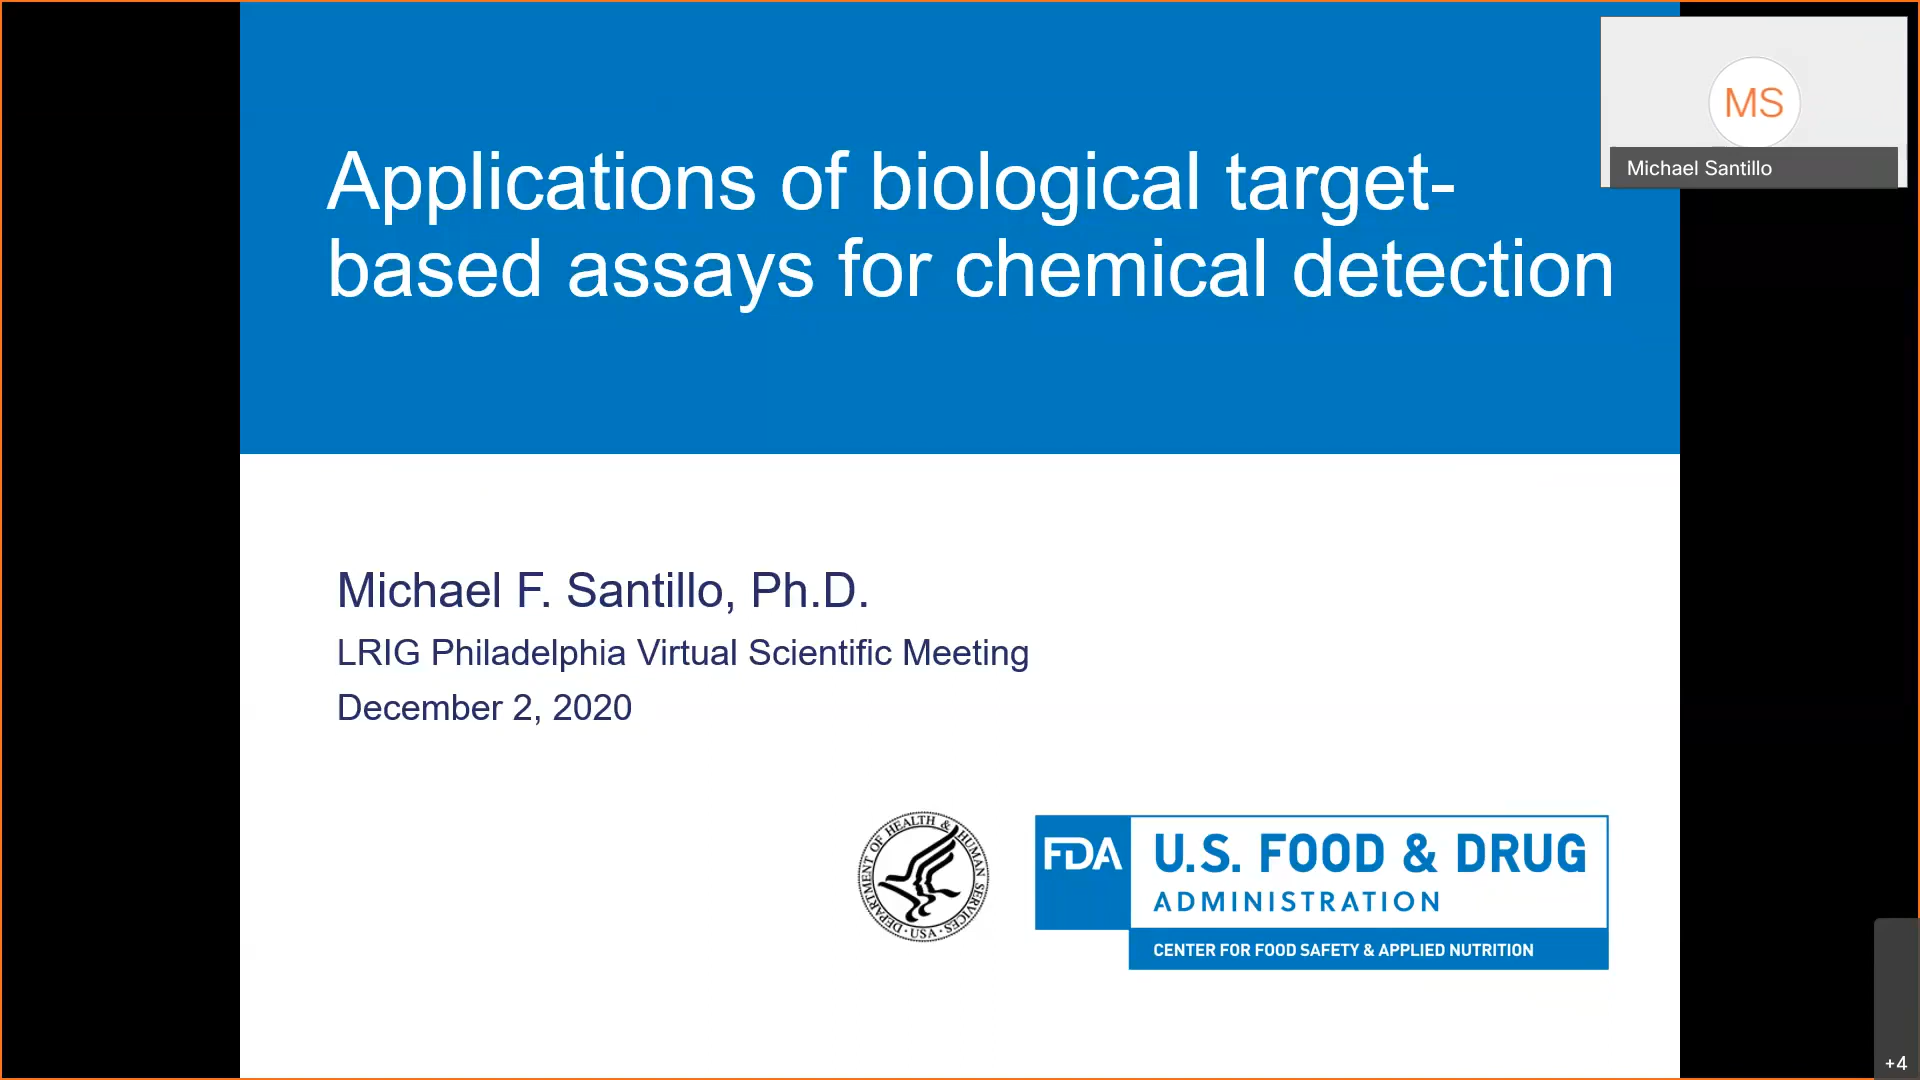 Applications of biological target-
based assays for chemical detection
MS
Michael Santillo
Michael F. Santillo, Ph.D.
LRIG Philadelphia Virtual Scientific Meeting
December 2, 2020
DEPARTMENT OF HEALTH & HUMAN SERVICES · USA ·
FDA
U.S. FOOD & DRUG
ADMINISTRATION
CENTER FOR FOOD SAFETY & APPLIED NUTRITION
+4